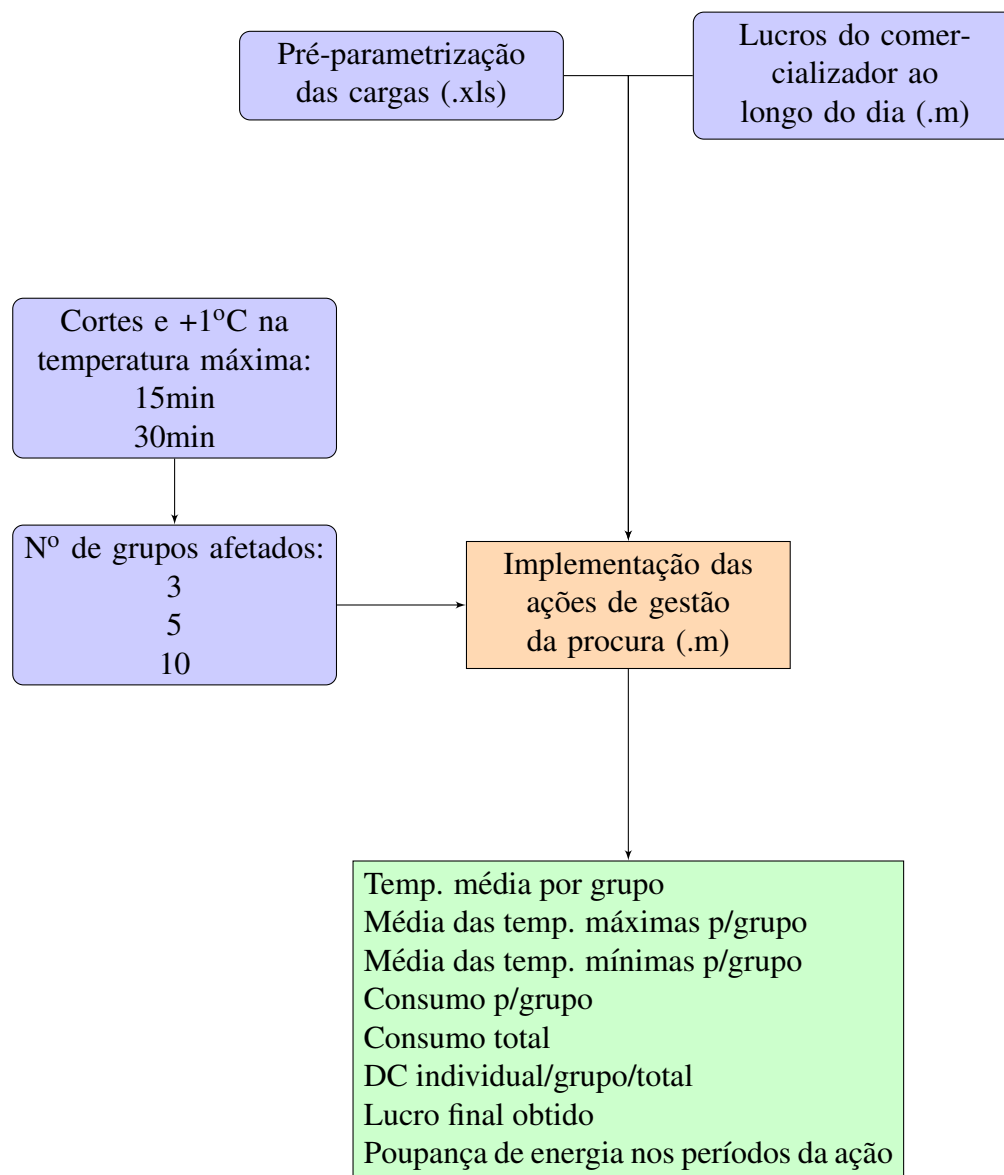 Pré-parametrização
das cargas (.xls)
Lucros do comer-
cializador ao
longo do dia (.m)
Cortes e +1ºC na
temperatura máxima:
15min
30min
Nº de grupos afetados:
3
5
10
Implementação das
ações de gestão
da procura (.m)
Temp. média por grupo
Média das temp. máximas p/grupo
Média das temp. mínimas p/grupo
Consumo p/grupo
Consumo total
DC individual/grupo/total
Lucro final obtido
Poupança de energia nos períodos da ação